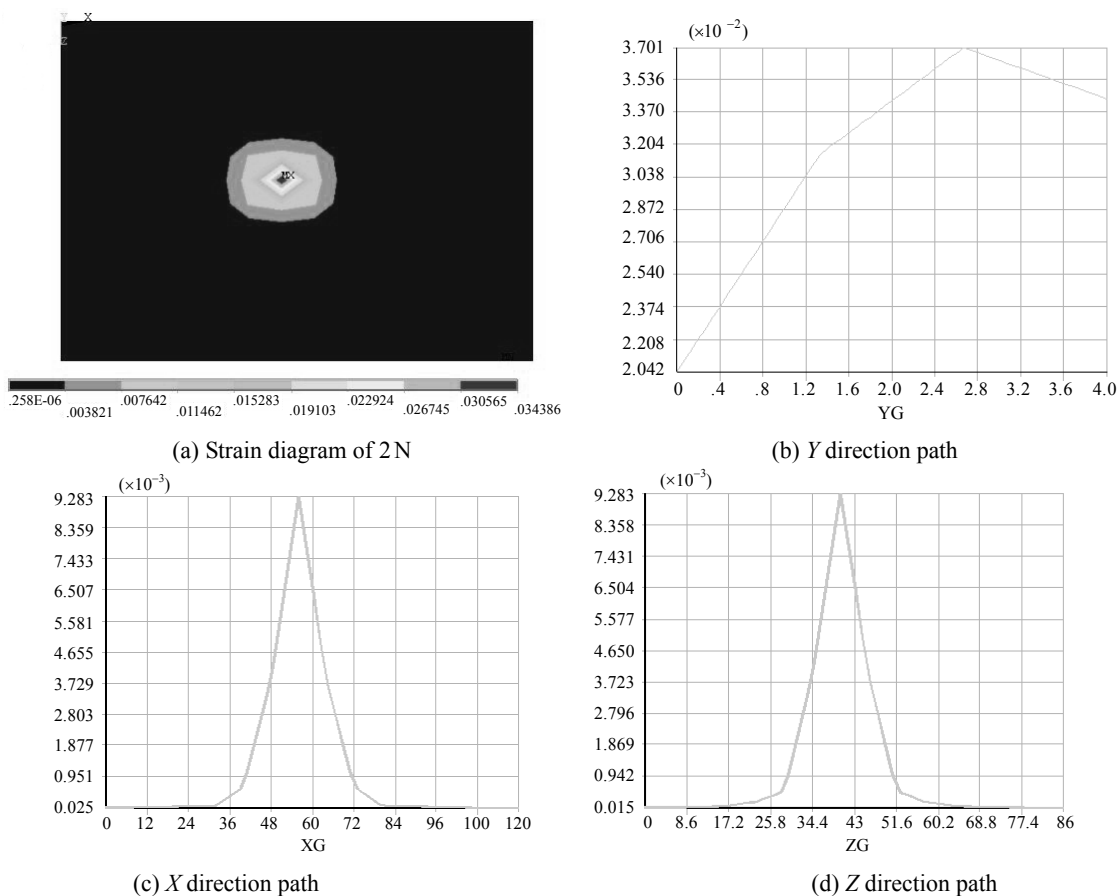 Y X
Z
MX
.258E-06 .007642 .015283 .022924 .030565
.003821 .011462 .019103 .026745 .034386
(a) Strain diagram of 2 N
(×10 −2)
3.701
3.536
3.370
3.204
3.038
2.872
2.706
2.540
2.374
2.208
2.042
0 .4 .8 1.2 1.6 2.0 2.4 2.8 3.2 3.6 4.0
YG
(b) Y direction path
(×10−3)
9.283
8.359
7.433
6.507
5.581
4.655
3.729
2.803
1.877
0.951
0.025
0 12 24 36 48 60 72 84 96 108 120
XG
(c) X direction path
(×10−3)
9.283
8.358
7.431
6.504
5.577
4.650
3.723
2.796
1.869
0.942
0.015
0 8.6 17.2 25.8 34.4 43 51.6 60.2 68.8 77.4 86
ZG
(d) Z direction path